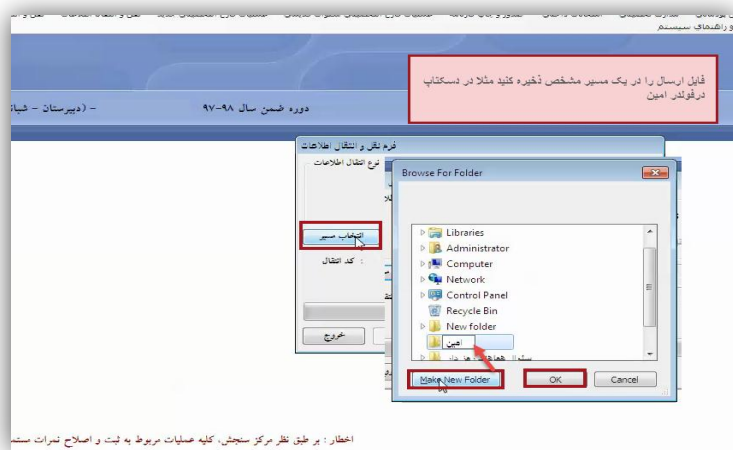 و راهنمای سیستم
فایل ارسال را در یک مسیر مشخص ذخیره کنید مثلا در دسکتاپ
درفولدر امین
دوره ضمن سال ۹۸-۹۷
- (دبیرستان - شبانه
فرم نقل و انتقال اطلاعات
نوع انتقال اطلاعات
Browse For Folder
انتخاب مسیر
کد انتقال :
Libraries
Administrator
Computer
Network
Control Panel
Recycle Bin
New folder
امین
Make New Folder
OK
Cancel
خروج
اخطار : بر طبق نظر مرکز سنجش، کلیه عملیات مربوط به ثبت و اصلاح نمرات